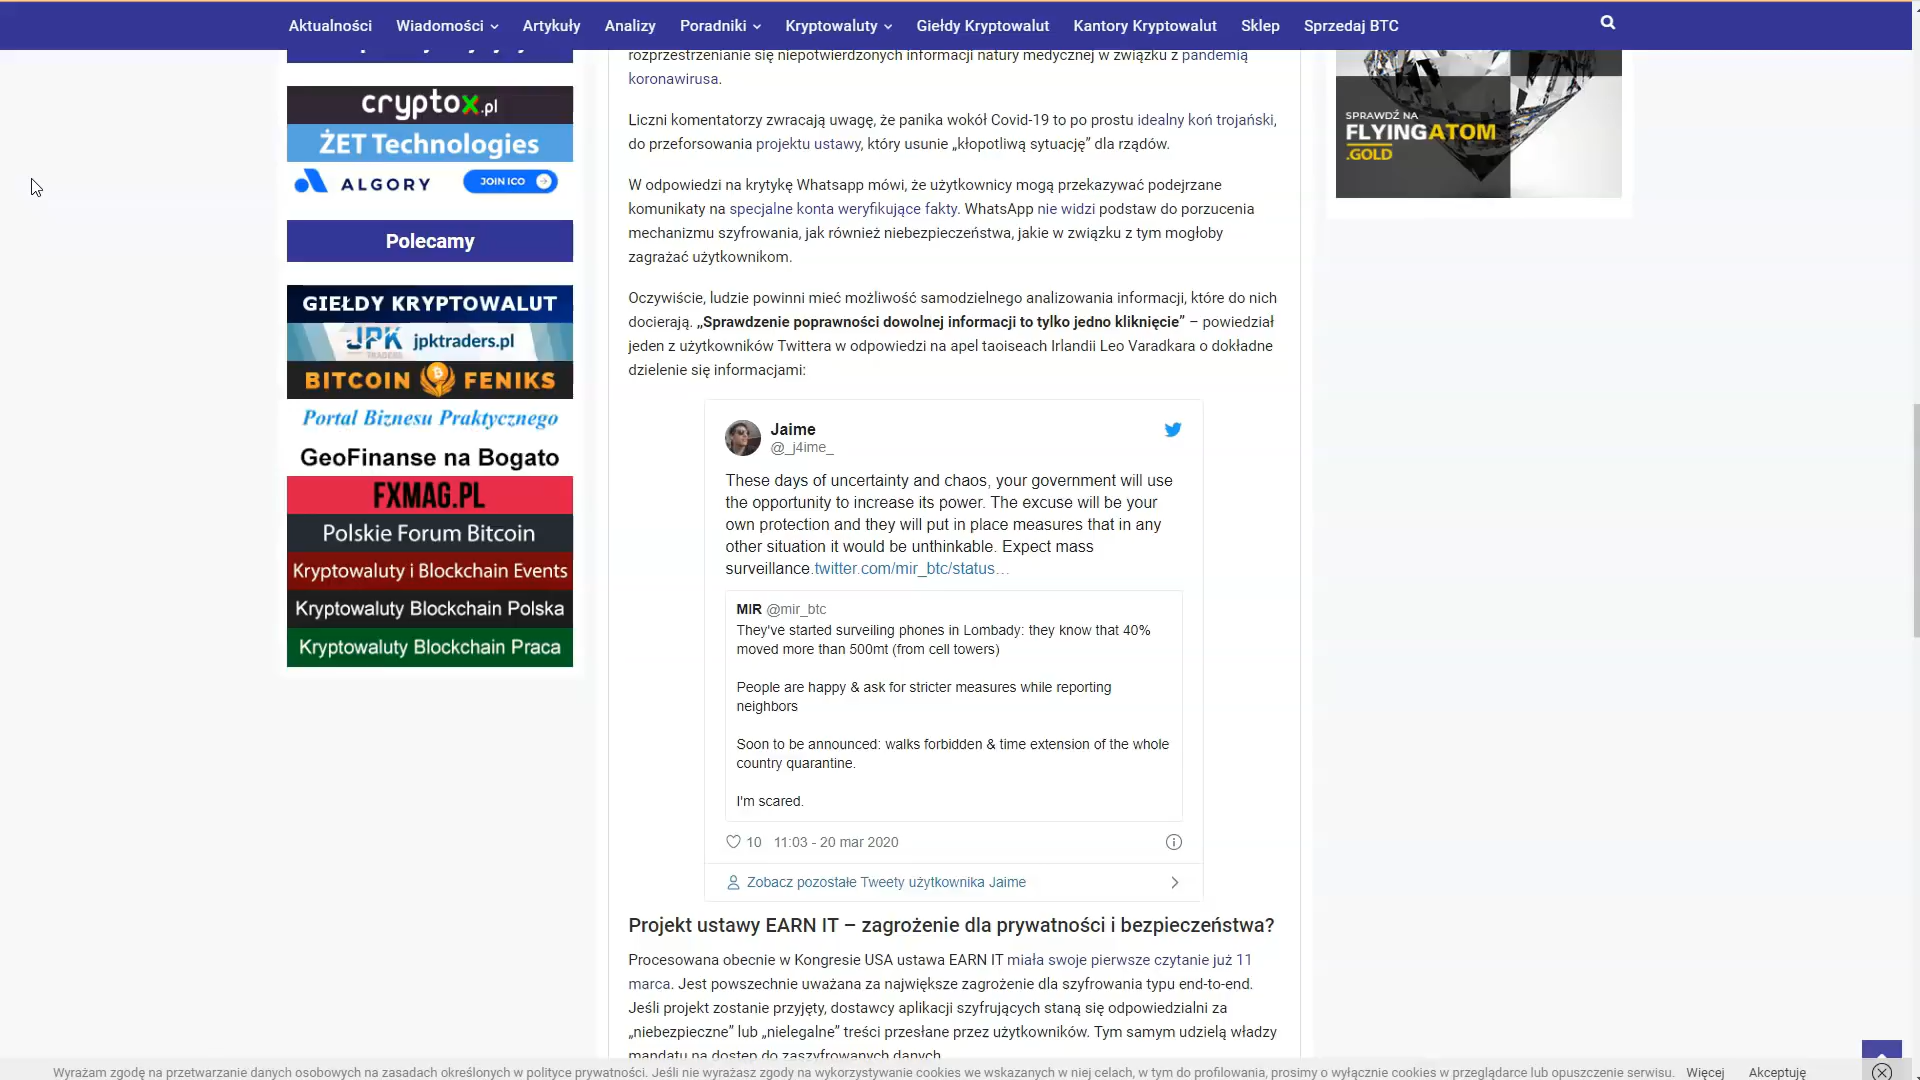 Aktualności Wiadomości Artykuły Analizy Poradniki Kryptowaluty Giełdy Kryptowalut Kantory Kryptowalut Sklep Sprzedaj BTC
cryptox.pl
ŻET Technologies
ALGORY JOIN ICO
Polecamy
GIEŁDY KRYPTOWALUT
JPK TRADERS jpktraders.pl
BITCOIN FENIKS
Portal Biznesu Praktycznego
GeoFinanse na Bogato
FXMAG.PL
Polskie Forum Bitcoin
Kryptowaluty i Blockchain Events
Kryptowaluty Blockchain Polska
Kryptowaluty Blockchain Praca
rozprzestrzenianie się niepotwierdzonych informacji natury medycznej w związku z pandemią
koronawirusa.
Liczni komentatorzy zwracają uwagę, że panika wokół Covid-19 to po prostu idealny koń trojański,
do przeforsowania projektu ustawy, który usunie „kłopotliwą sytuację” dla rządów.
W odpowiedzi na krytykę Whatsapp mówi, że użytkownicy mogą przekazywać podejrzane
komunikaty na specjalne konta weryfikujące fakty. WhatsApp nie widzi podstaw do porzucenia
mechanizmu szyfrowania, jak również niebezpieczeństwa, jakie w związku z tym mogłoby
zagrażać użytkownikom.
Oczywiście, ludzie powinni mieć możliwość samodzielnego analizowania informacji, które do nich
docierają. „Sprawdzenie poprawności dowolnej informacji to tylko jedno kliknięcie” – powiedział
jeden z użytkowników Twittera w odpowiedzi na apel taoiseach Irlandii Leo Varadkara o dokładne
dzielenie się informacjami:
Jaime
@_j4ime_
These days of uncertainty and chaos, your government will use
the opportunity to increase its power. The excuse will be your
own protection and they will put in place measures that in any
other situation it would be unthinkable. Expect mass
surveillance.twitter.com/mir_btc/status…
MIR @mir_btc
They've started surveiling phones in Lombady: they know that 40%
moved more than 500mt (from cell towers)
People are happy & ask for stricter measures while reporting
neighbors
Soon to be announced: walks forbidden & time extension of the whole
country quarantine.
I'm scared.
10 11:03 - 20 mar 2020
Zobacz pozostałe Tweety użytkownika Jaime
Projekt ustawy EARN IT – zagrożenie dla prywatności i bezpieczeństwa?
Procesowana obecnie w Kongresie USA ustawa EARN IT miała swoje pierwsze czytanie już 11
marca. Jest powszechnie uważana za największe zagrożenie dla szyfrowania typu end-to-end.
Jeśli projekt zostanie przyjęty, dostawcy aplikacji szyfrujących staną się odpowiedzialni za
„niebezpieczne” lub „nielegalne” treści przesłane przez użytkowników. Tym samym udzielą władzy
mandatu na dostęp do zaszyfrowanych danych.
SPRAWDŹ NA
FLYINGATOM
.GOLD
Wyrażam zgodę na przetwarzanie danych osobowych na zasadach określonych w polityce prywatności. Jeśli nie wyrażasz zgody na wykorzystywanie cookies we wskazanych w niej celach, w tym do profilowania, prosimy o wyłącznie cookies w przeglądarce lub opuszczenie serwisu. Więcej Akceptuję